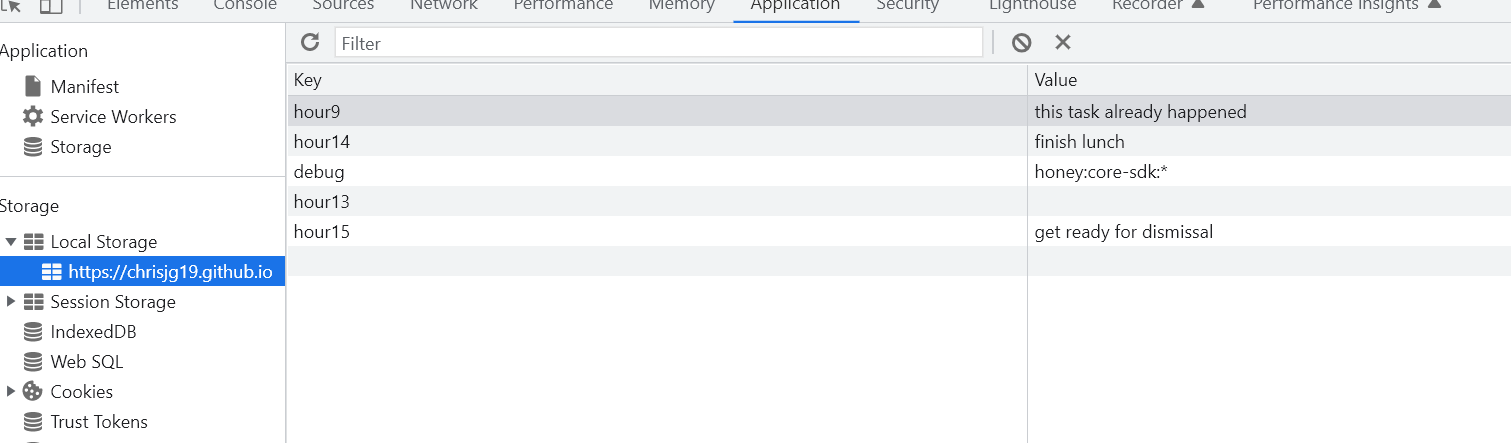 Elements Console Sources Network Performance Memory Application Security Lighthouse Recorder Performance Insights
Application
Manifest
Service Workers
Storage
Storage
Local Storage
https://chrisjg19.github.io
Session Storage
IndexedDB
Web SQL
Cookies
Trust Tokens
Filter
Key Value
hour9 this task already happened
hour14 finish lunch
debug honey:core-sdk:*
hour13
hour15 get ready for dismissal